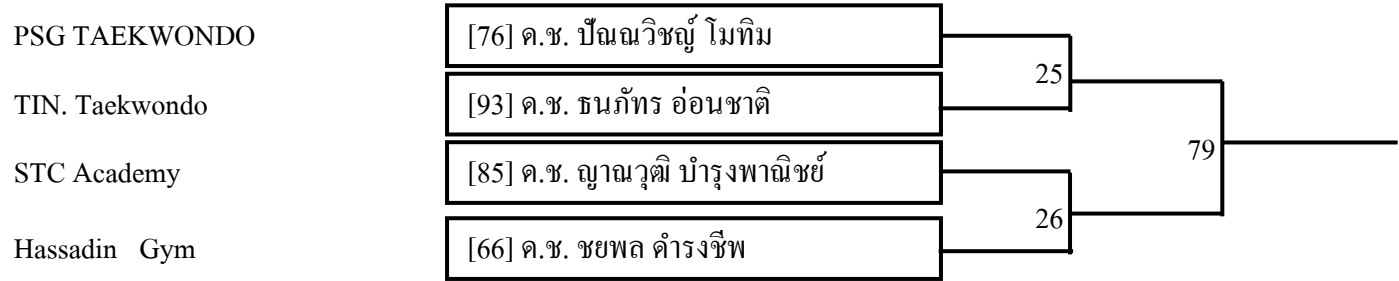 PSG TAEKWONDO [76] ด.ช. ปัณณวิชญ์ โมทิม
25
TIN. Taekwondo [93] ด.ช. ธนภัทร อ่อนชาติ
79
STC Academy [85] ด.ช. ญาณวุฒิ บำรุงพาณิชย์
26
Hassadin Gym [66] ด.ช. ชยพล ดำรงชีพ